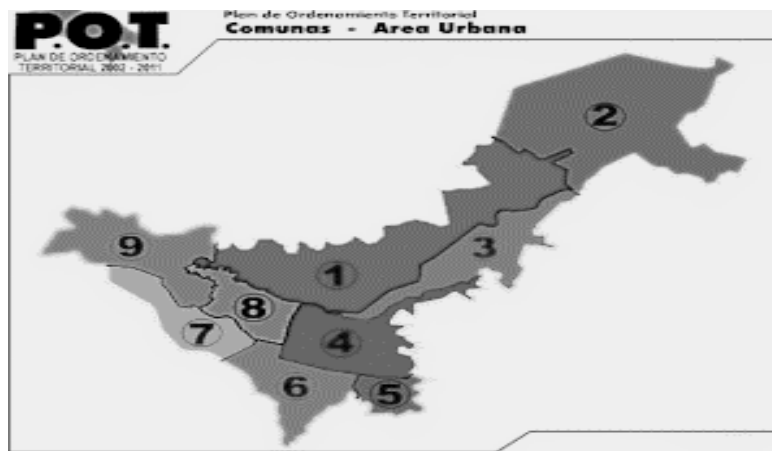 Plan de Ordenamiento Territorial
Comunas - Area Urbana
P.O.T.
PLAN DE ORDENAMIENTO
TERRITORIAL 2002 - 2011
2
3
9
1
8
7
4
6
5